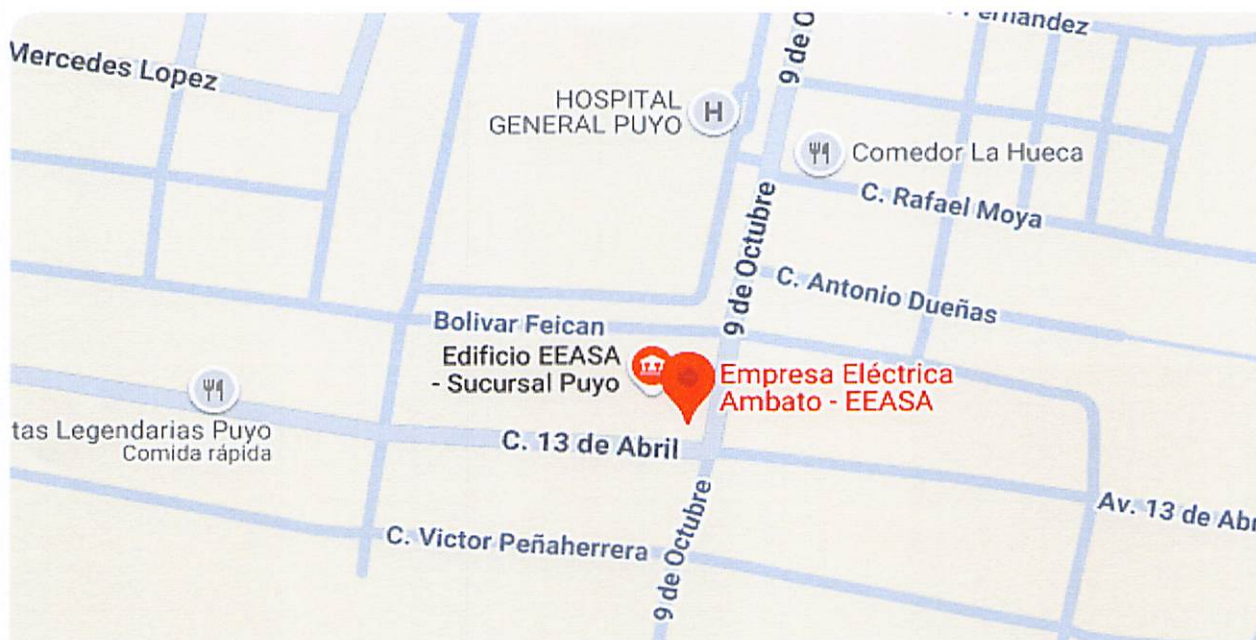 Mercedes Lopez
9 de O
HOSPITAL
GENERAL PUYO
H
Comedor La Hueca
C. Rafael Moya
9 de Octubre
C. Antonio Dueñas
Bolivar Feican
Edificio EEASA
- Sucursal Puyo
Empresa Eléctrica
Ambato - EEASA
tas Legendarias Puyo
Comida rápida
C. 13 de Abril
Av. 13 de Abr
C. Victor Peñaherrera
9 de Octubre